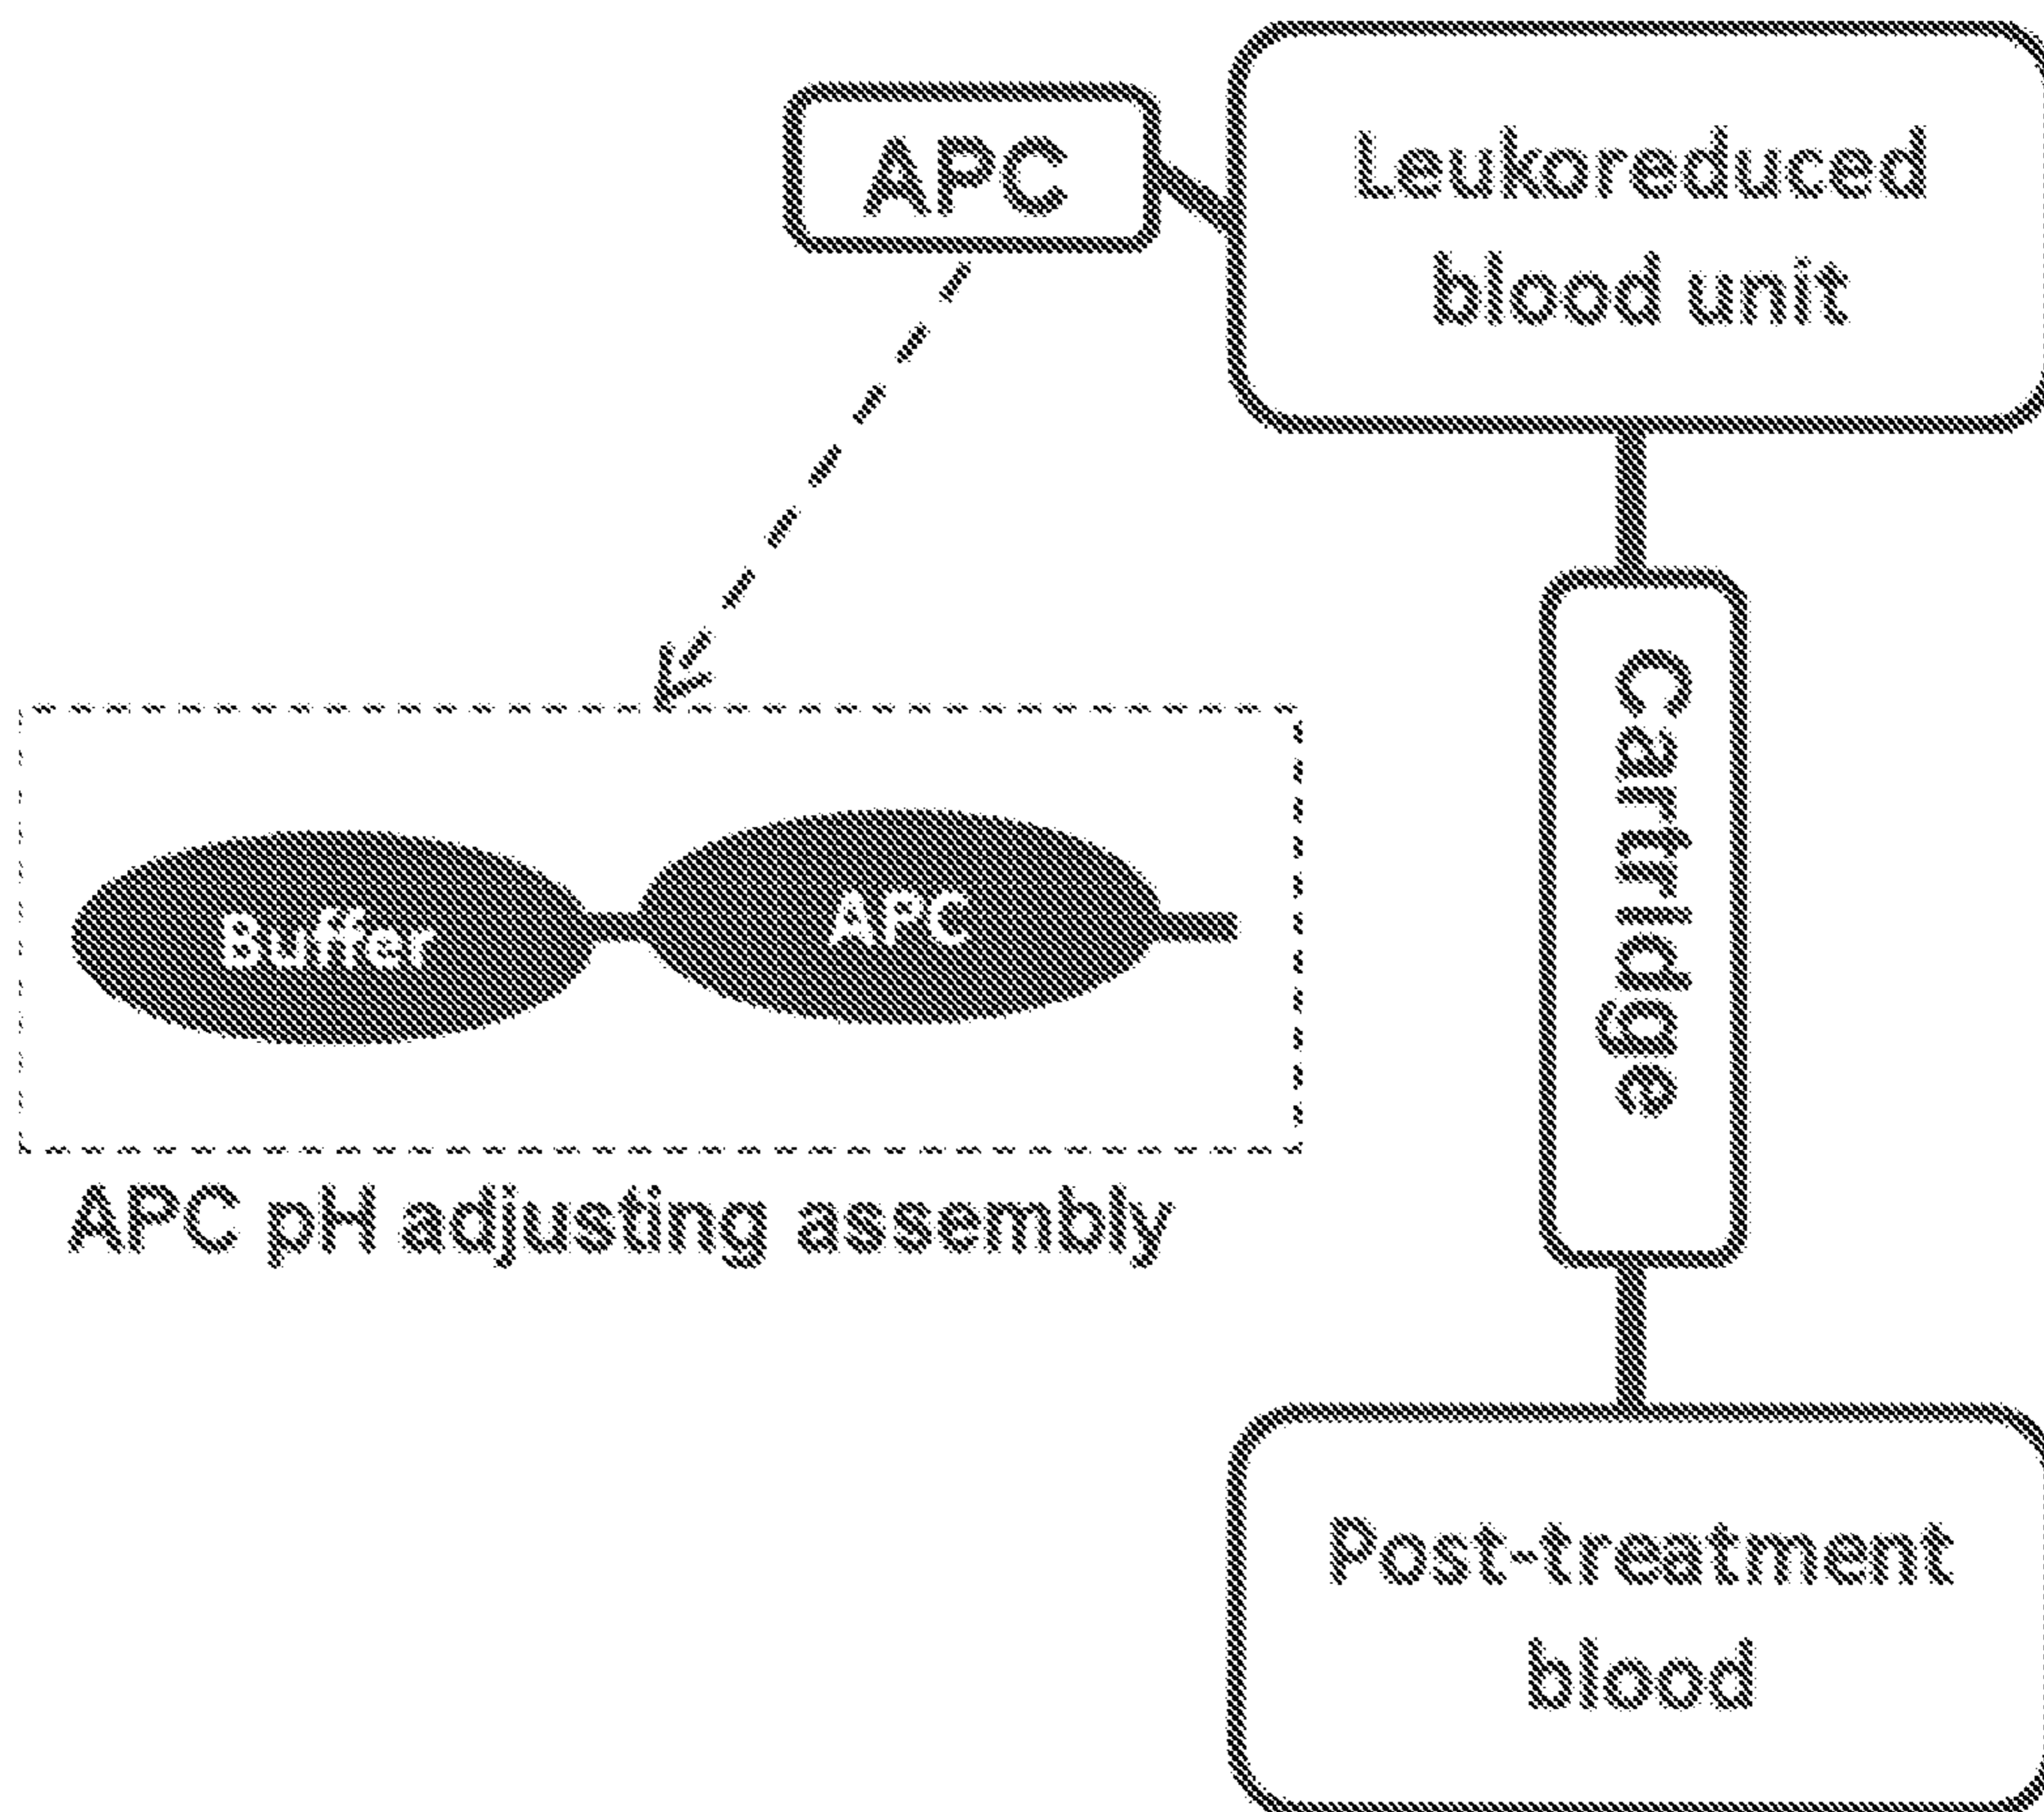 APC
Leukoreduced
blood unit
Cartridge
Buffer
APC
APC pH adjusting assembly
Post-treatment
blood